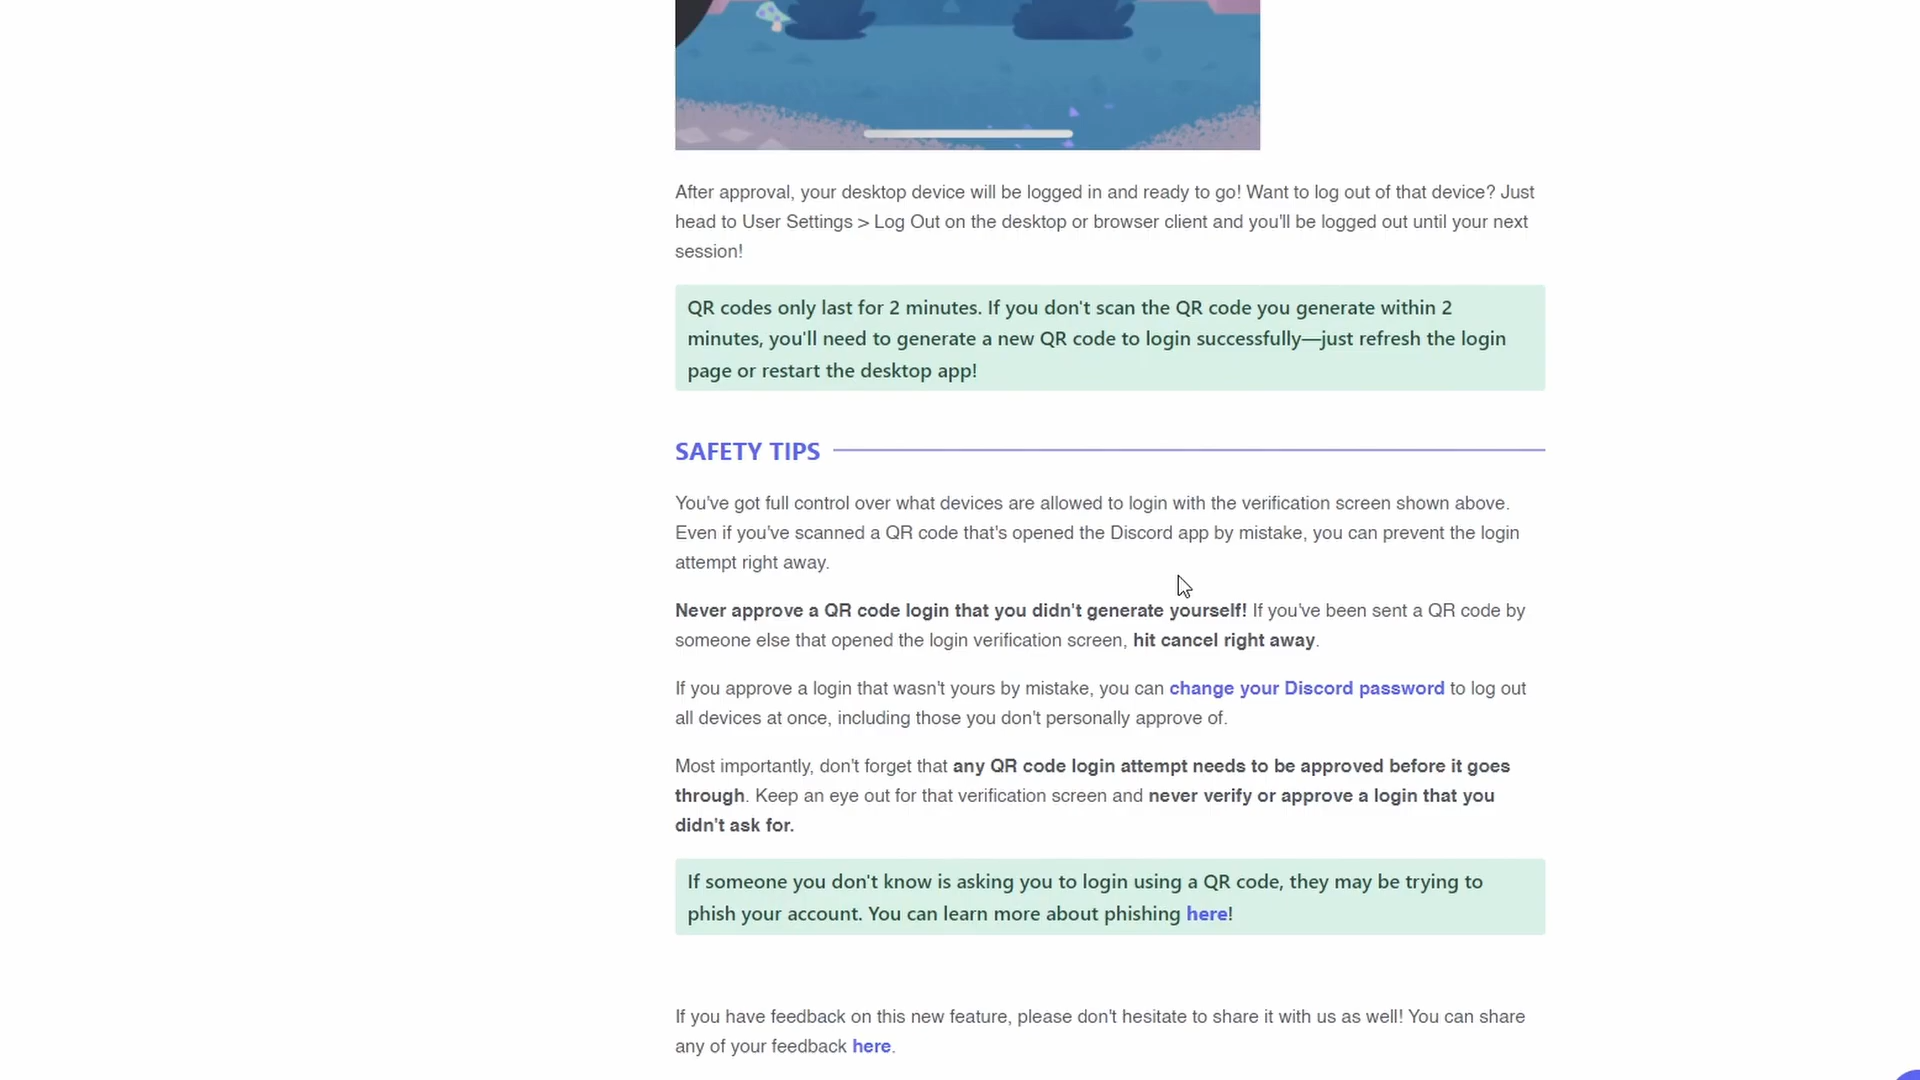 After approval, your desktop device will be logged in and ready to go! Want to log out of that device? Just
head to User Settings > Log Out on the desktop or browser client and you'll be logged out until your next
session!
QR codes only last for 2 minutes. If you don't scan the QR code you generate within 2
minutes, you'll need to generate a new QR code to login successfully—just refresh the login
page or restart the desktop app!
SAFETY TIPS
You've got full control over what devices are allowed to login with the verification screen shown above.
Even if you've scanned a QR code that's opened the Discord app by mistake, you can prevent the login
attempt right away.
Never approve a QR code login that you didn't generate yourself! If you've been sent a QR code by
someone else that opened the login verification screen, hit cancel right away.
If you approve a login that wasn't yours by mistake, you can change your Discord password to log out
all devices at once, including those you don't personally approve of.
Most importantly, don't forget that any QR code login attempt needs to be approved before it goes
through. Keep an eye out for that verification screen and never verify or approve a login that you
didn't ask for.
If someone you don't know is asking you to login using a QR code, they may be trying to
phish your account. You can learn more about phishing here!
If you have feedback on this new feature, please don't hesitate to share it with us as well! You can share
any of your feedback here.